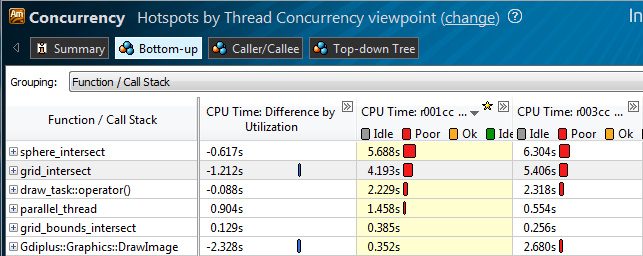 Am Concurrency Hotspots by Thread Concurrency viewpoint (change) ? In
Summary Bottom-up Caller/Callee Top-down Tree
Grouping: Function / Call Stack
Function / Call Stack CPU Time: Difference by Utilization CPU Time: r001cc ... CPU Time: r003cc ...
Idle Poor Ok Ide Idle Poor Ok
sphere_intersect -0.617s 5.688s 6.304s
grid_intersect -1.212s 4.193s 5.406s
draw_task::operator() -0.088s 2.229s 2.318s
parallel_thread 0.904s 1.458s 0.554s
grid_bounds_intersect 0.129s 0.385s 0.256s
Gdiplus::Graphics::DrawImage -2.328s 0.352s 2.680s